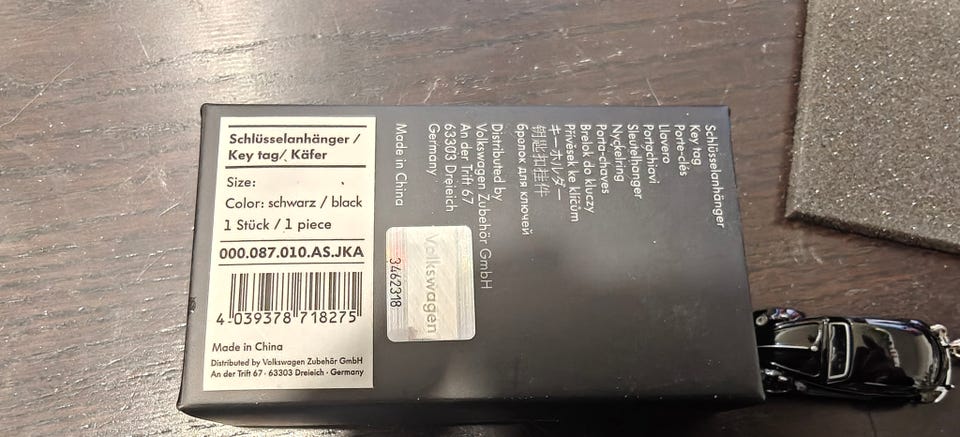 Schlüsselanhänger /
Key tag/ Käfer
Size:
Color: schwarz / black
1 Stück / 1 piece
000.087.010.AS.JKA
4 039378 718275
Made in China
Distributed by Volkswagen Zubehör GmbH
An der Trift 67 · 63303 Dreieich · Germany
Schlüsselanhänger
Key tag
Porte-clés
Llavero
Portachiavi
Sleutelhanger
Nyckelring
Porta-chaves
Brelok do kluczy
Přívěsek ke klíčům
キーホルダー
钥匙扣挂件
брелок для ключей
Distributed by
Volkswagen Zubehör GmbH
An der Trift 67
63303 Dreieich
Germany
Made in China
Volkswagen
3462318